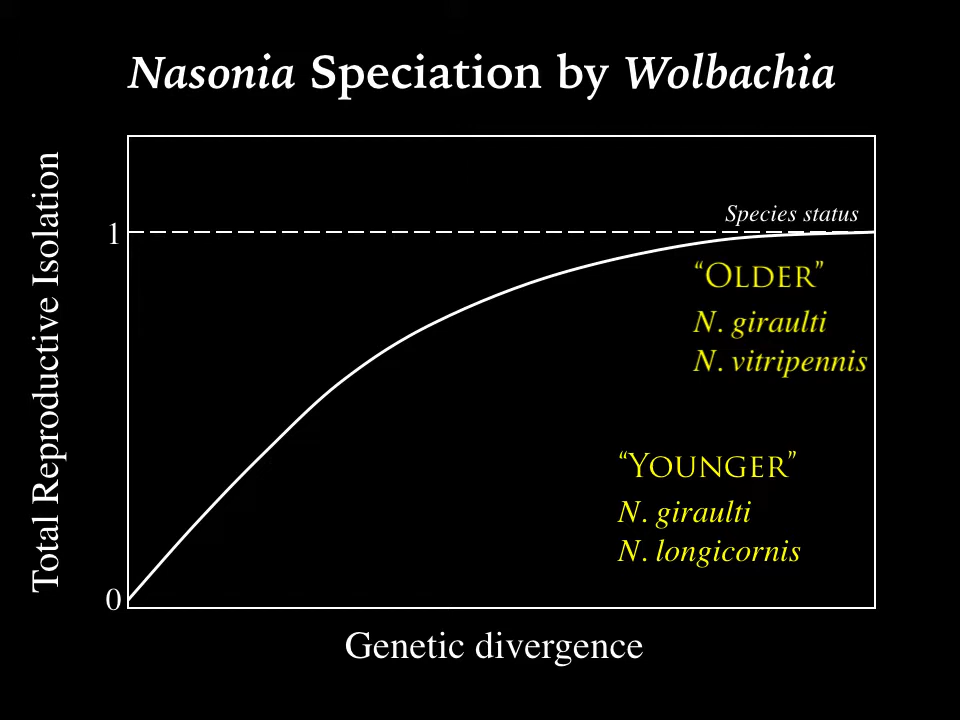 Nasonia Speciation by Wolbachia
Total Reproductive Isolation
1
Species status
“OLDER”
N. giraulti
N. vitripennis
“YOUNGER”
N. giraulti
N. longicornis
0
Genetic divergence